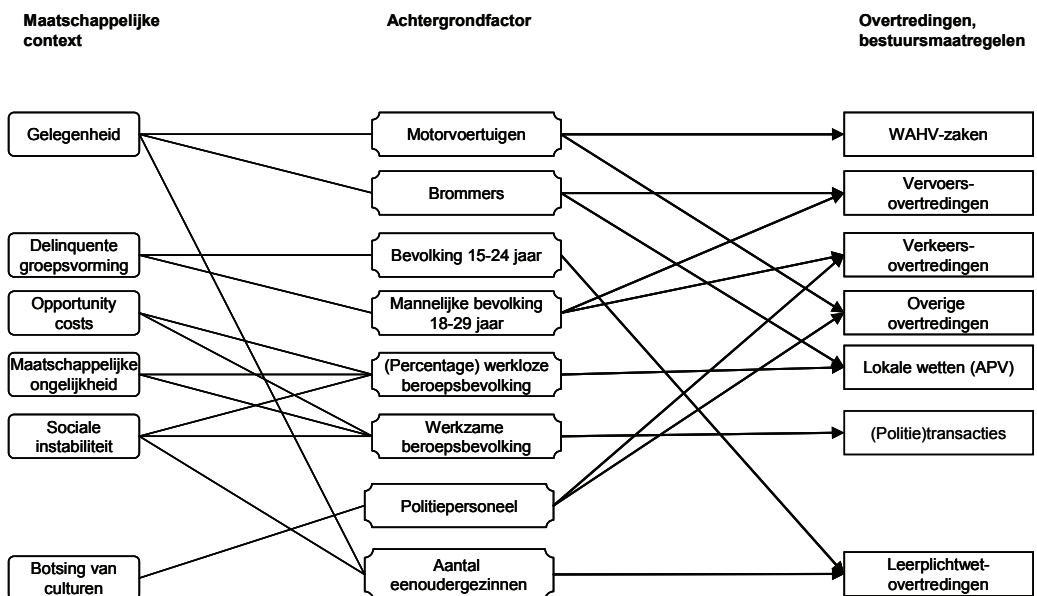 Maatschappelijke
context
Achtergrondfactor
Overtredingen,
bestuursmaatregelen
Gelegenheid
Delinquente
groepsvorming
Opportunity
costs
Maatschappelijke
ongelijkheid
Sociale
instabiliteit
Botsing van
culturen
Motorvoertuigen
Brommers
Bevolking 15-24 jaar
Mannelijke bevolking
18-29 jaar
(Percentage) werkloze
beroepsbevolking
Werkzame
beroepsbevolking
Politiepersoneel
Aantal
eenoudergezinnen
WAHV-zaken
Vervoers-
overtredingen
Verkeers-
overtredingen
Overige
overtredingen
Lokale wetten (APV)
(Politie)transacties
Leerplichtwet-
overtredingen